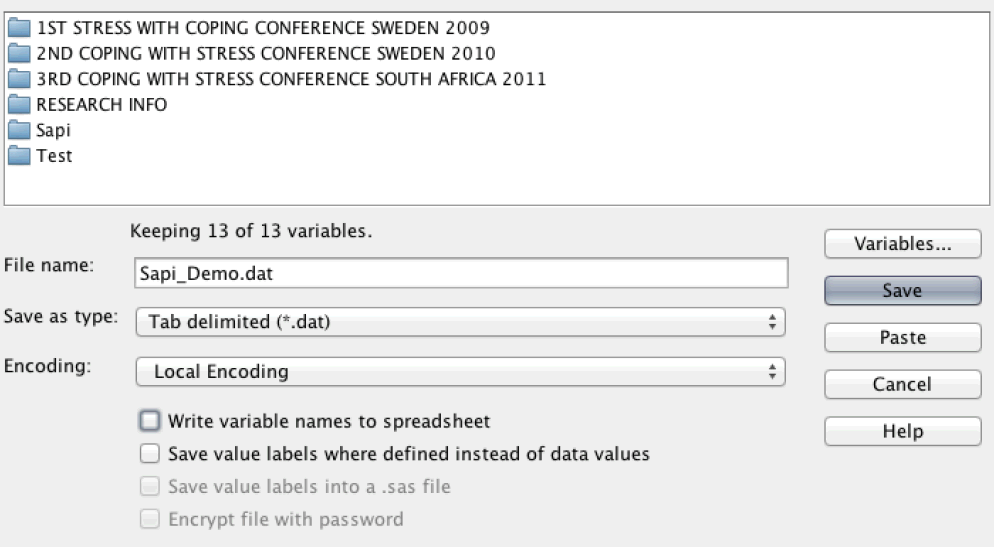 1ST STRESS WITH COPING CONFERENCE SWEDEN 2009
2ND COPING WITH STRESS CONFERENCE SWEDEN 2010
3RD COPING WITH STRESS CONFERENCE SOUTH AFRICA 2011
RESEARCH INFO
Sapi
Test
Keeping 13 of 13 variables.
Variables...
File name: Sapi_Demo.dat
Save
Save as type: Tab delimited (*.dat)
Paste
Encoding: Local Encoding
Cancel
Write variable names to spreadsheet
Help
Save value labels where defined instead of data values
Save value labels into a .sas file
Encrypt file with password